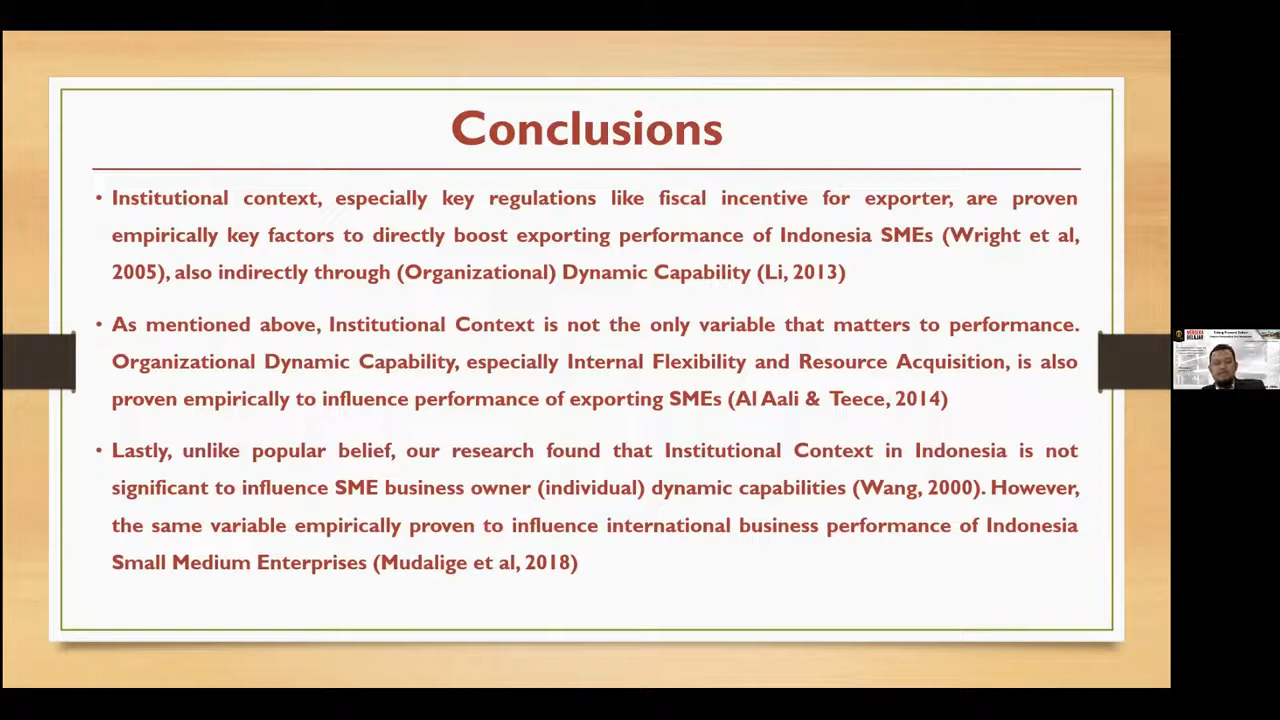 Conclusions
• Institutional context, especially key regulations like fiscal incentive for exporter, are proven
empirically key factors to directly boost exporting performance of Indonesia SMEs (Wright et al,
2005), also indirectly through (Organizational) Dynamic Capability (Li, 2013)
• As mentioned above, Institutional Context is not the only variable that matters to performance.
Organizational Dynamic Capability, especially Internal Flexibility and Resource Acquisition, is also
proven empirically to influence performance of exporting SMEs (Al Aali & Teece, 2014)
• Lastly, unlike popular belief, our research found that Institutional Context in Indonesia is not
significant to influence SME business owner (individual) dynamic capabilities (Wang, 2000). However,
the same variable empirically proven to influence international business performance of Indonesia
Small Medium Enterprises (Mudalige et al, 2018)
MERDEKA
BELAJAR